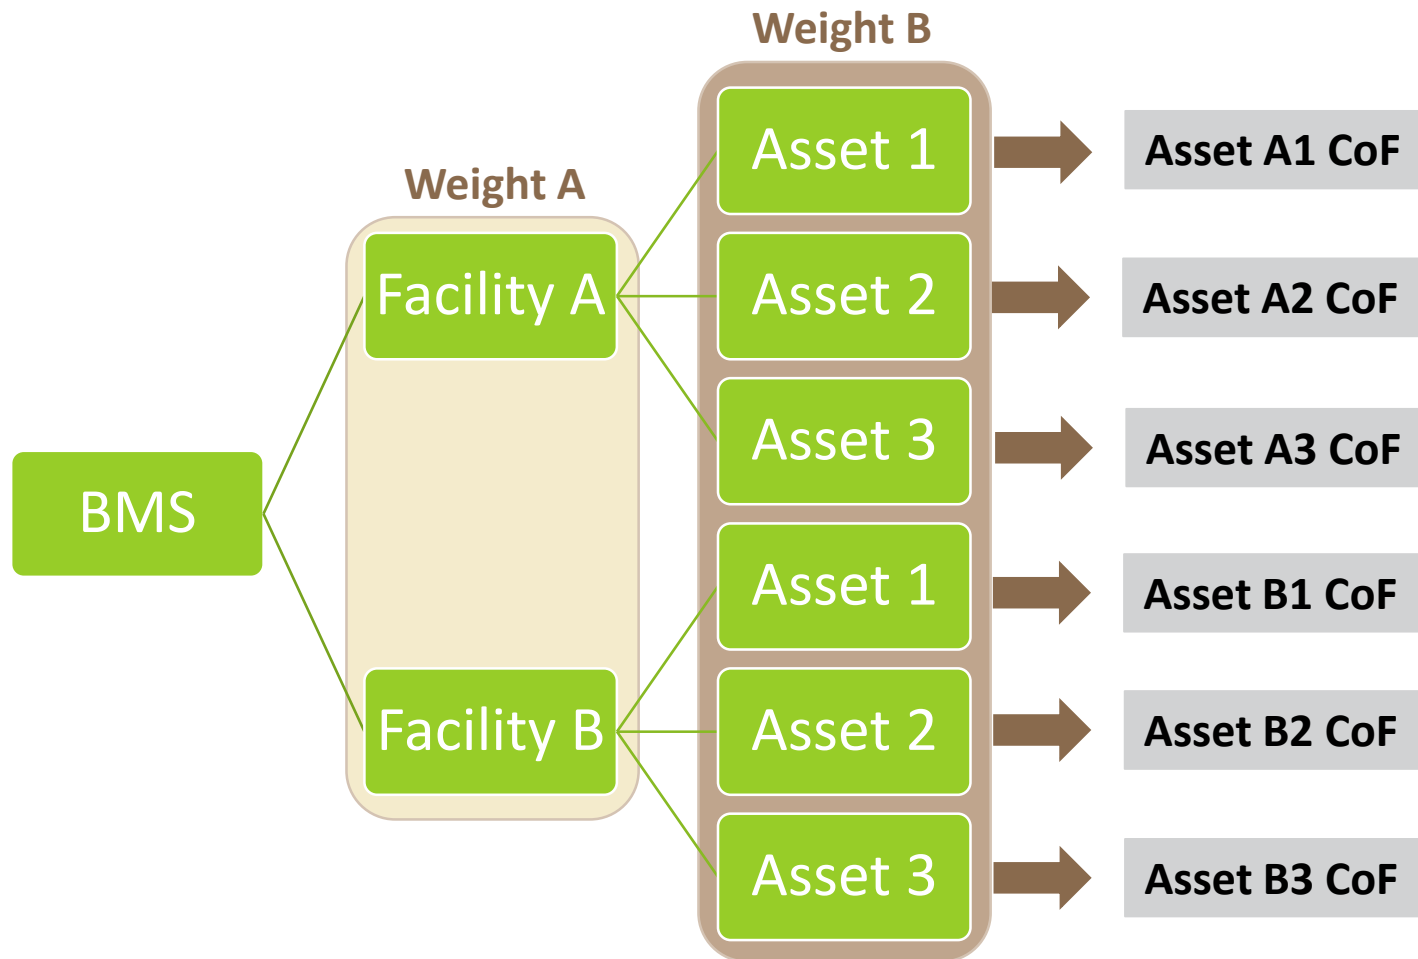 Weight B
Weight A
BMS
Facility A
Facility B
Asset 1
Asset 2
Asset 3
Asset 1
Asset 2
Asset 3
Asset A1 CoF
Asset A2 CoF
Asset A3 CoF
Asset B1 CoF
Asset B2 CoF
Asset B3 CoF